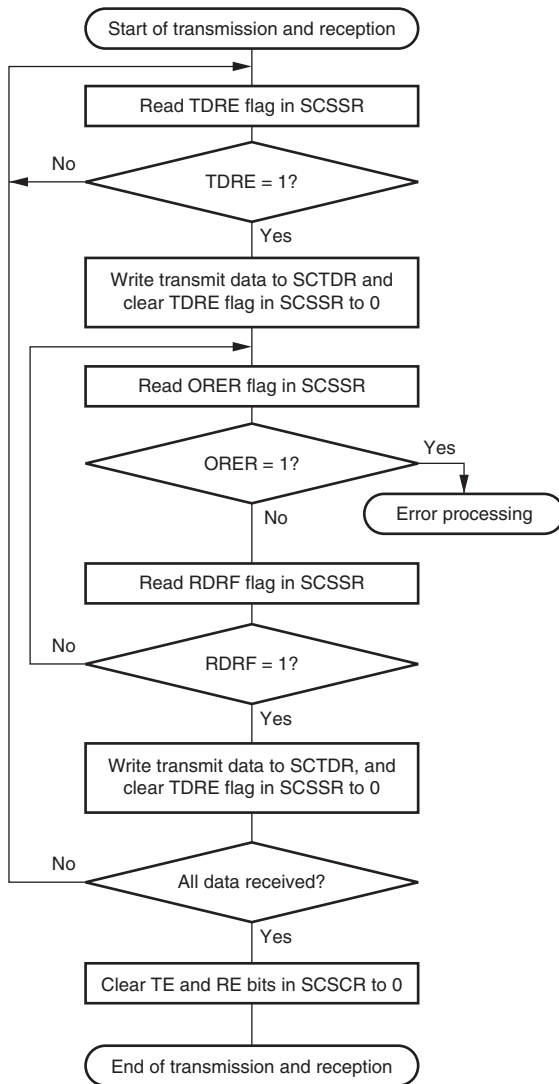 Start of transmission and reception
Read TDRE flag in SCSSR
No
TDRE = 1?
Yes
Write transmit data to SCTDR and
clear TDRE flag in SCSSR to 0
Read ORER flag in SCSSR
Yes
ORER = 1?
Error processing
No
Read RDRF flag in SCSSR
No
RDRF = 1?
Yes
Write transmit data to SCTDR, and
clear TDRE flag in SCSSR to 0
No
All data received?
Yes
Clear TE and RE bits in SCSCR to 0
End of transmission and reception